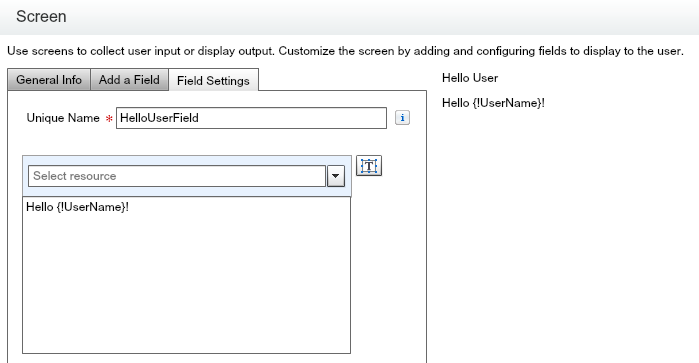 Screen
Use screens to collect user input or display output. Customize the screen by adding and configuring fields to display to the user.
General Info
Add a Field
Field Settings
Hello User
Hello {!UserName}!
Unique Name * HelloUserField i
Select resource
T
Hello {!UserName}!